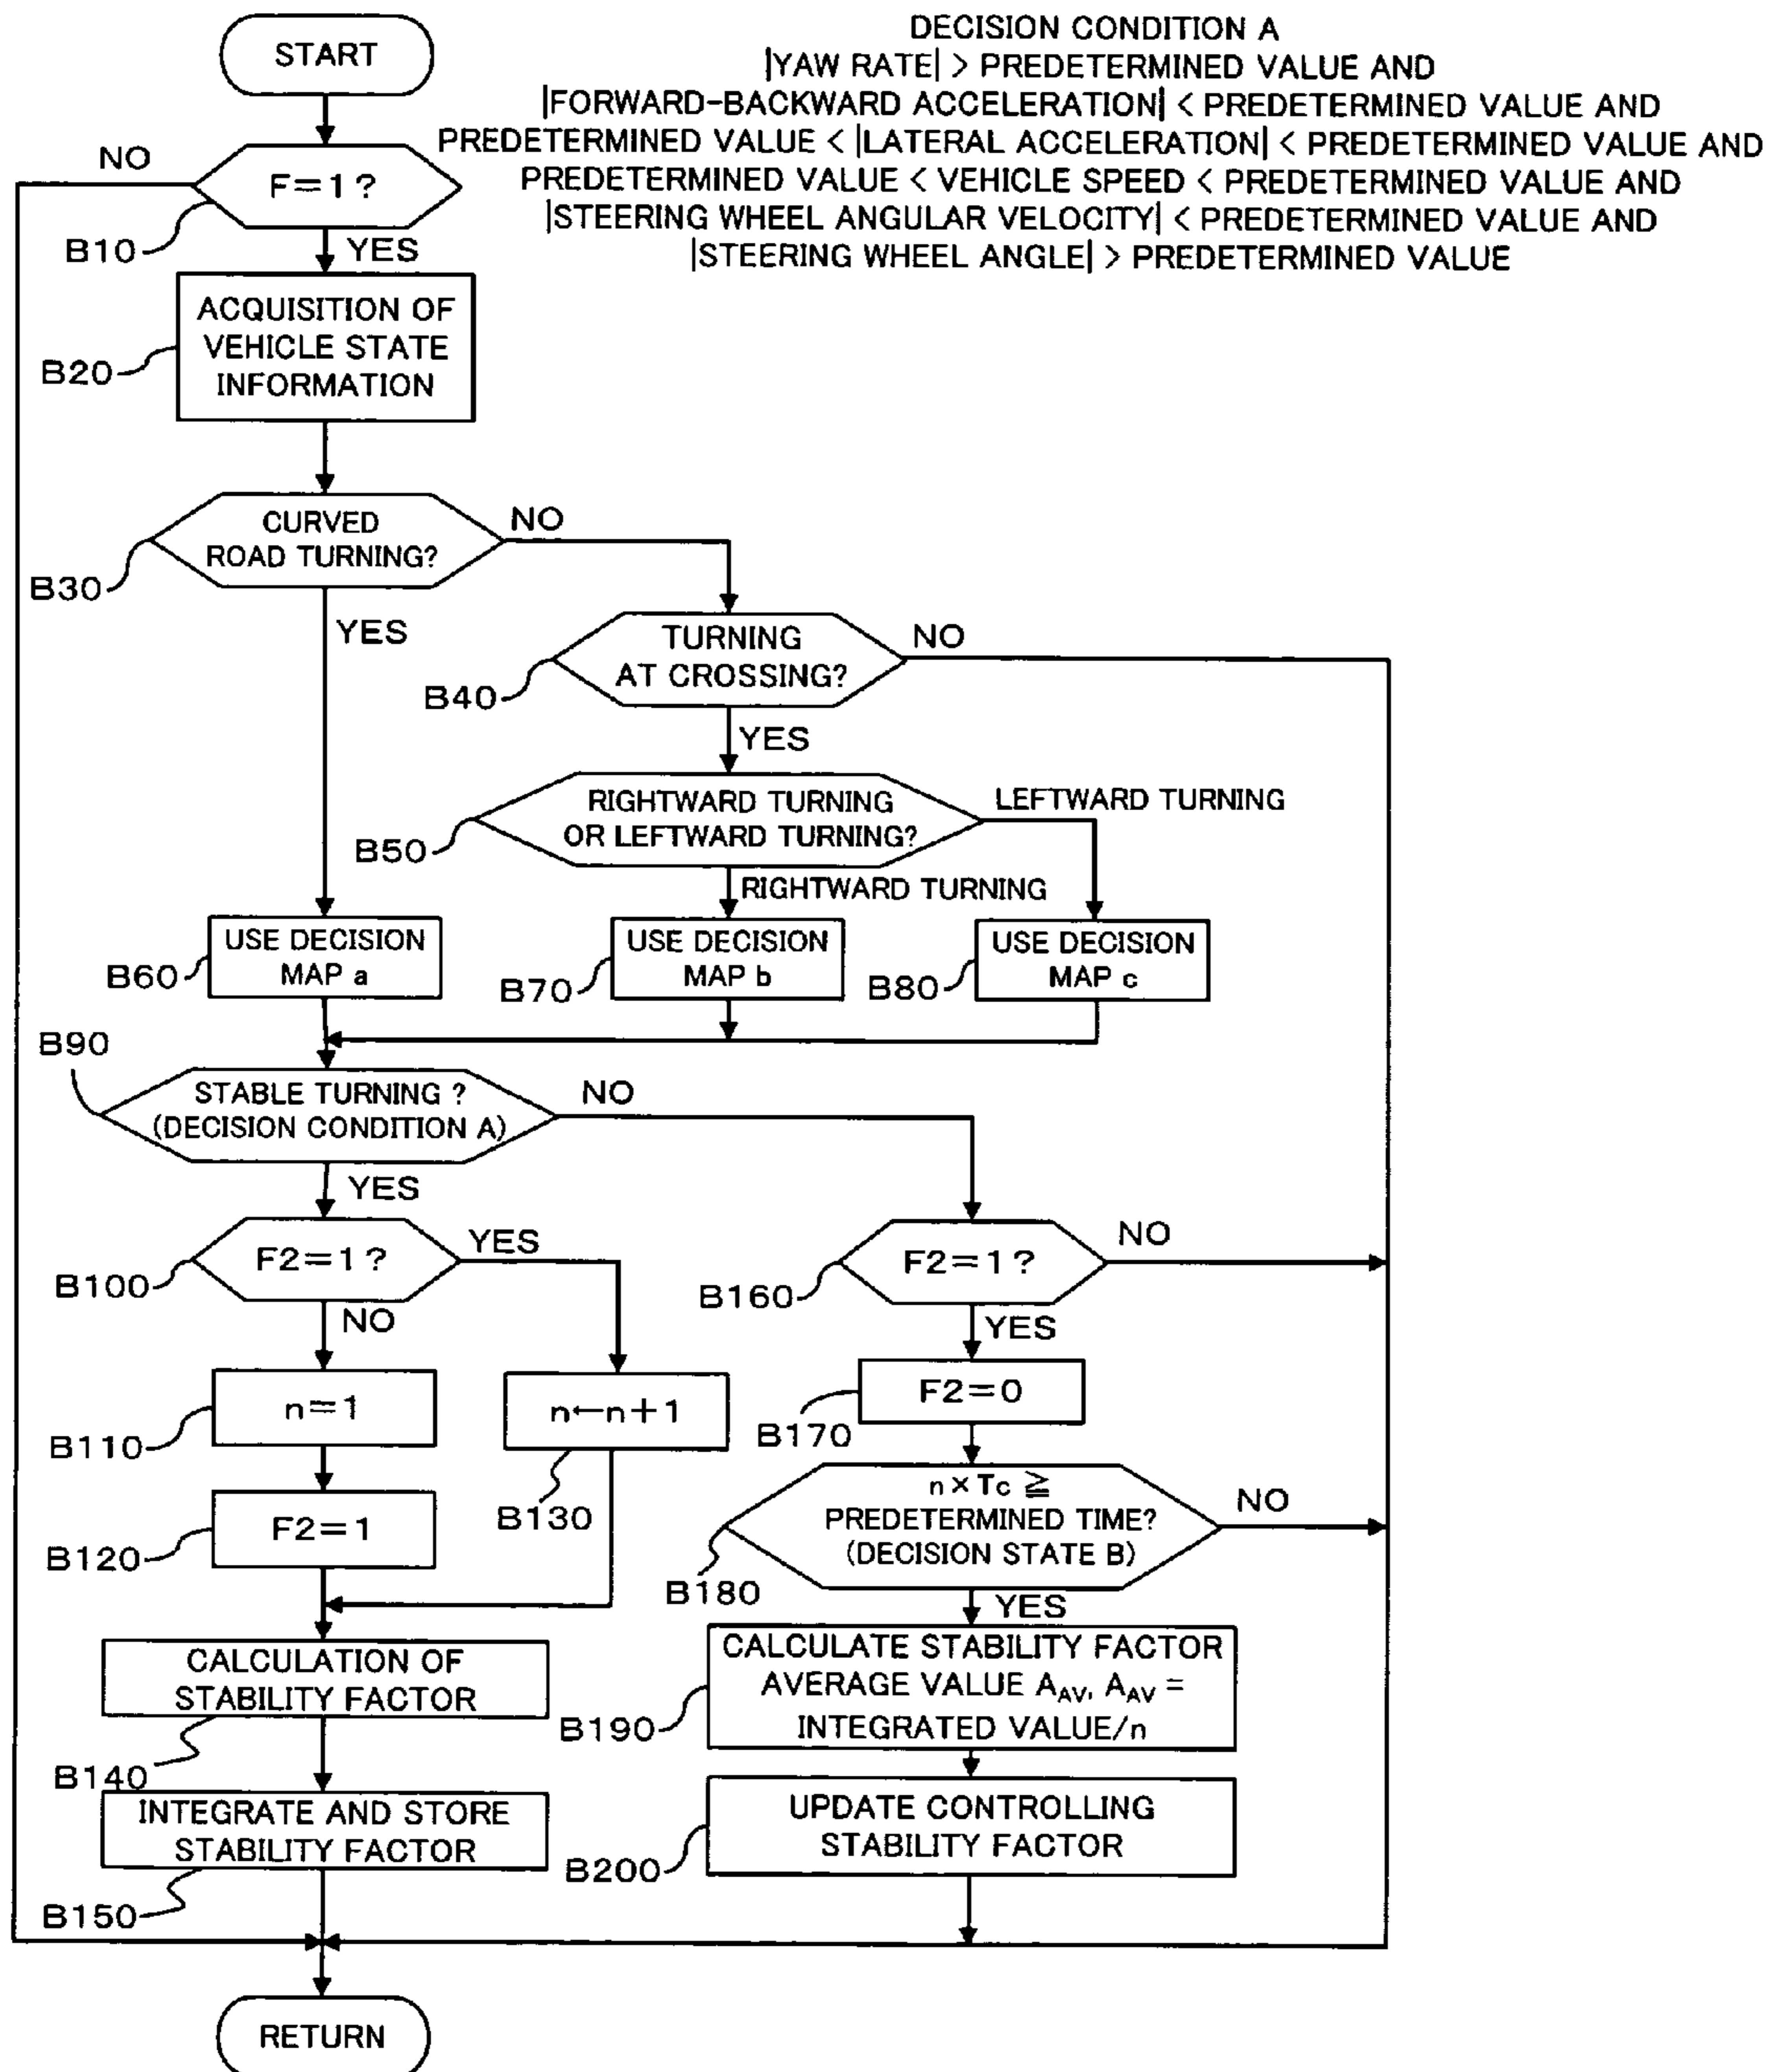 START
DECISION CONDITION A
|YAW RATE| > PREDETERMINED VALUE AND
|FORWARD-BACKWARD ACCELERATION| < PREDETERMINED VALUE AND
PREDETERMINED VALUE < |LATERAL ACCELERATION| < PREDETERMINED VALUE AND
PREDETERMINED VALUE < VEHICLE SPEED < PREDETERMINED VALUE AND
|STEERING WHEEL ANGULAR VELOCITY| < PREDETERMINED VALUE AND
|STEERING WHEEL ANGLE| > PREDETERMINED VALUE
NO
F=1?
B10
YES
ACQUISITION OF
VEHICLE STATE
INFORMATION
B20
CURVED
ROAD TURNING?
NO
B30
YES
TURNING
AT CROSSING?
NO
B40
YES
RIGHTWARD TURNING
OR LEFTWARD TURNING?
LEFTWARD TURNING
B50
RIGHTWARD TURNING
USE DECISION
MAP a
B60
USE DECISION
MAP b
B70
USE DECISION
MAP c
B80
B90
STABLE TURNING ?
(DECISION CONDITION A)
NO
YES
F2=1?
YES
B100
NO
F2=1?
NO
B160
YES
n=1
B110
n←n+1
B130
F2=0
B170
F2=1
B120
n×Tc ≧
PREDETERMINED TIME?
(DECISION STATE B)
NO
B180
YES
CALCULATION OF
STABILITY FACTOR
B140
CALCULATE STABILITY FACTOR
AVERAGE VALUE AAV, AAV =
INTEGRATED VALUE/n
B190
INTEGRATE AND STORE
STABILITY FACTOR
B150
UPDATE CONTROLLING
STABILITY FACTOR
B200
RETURN